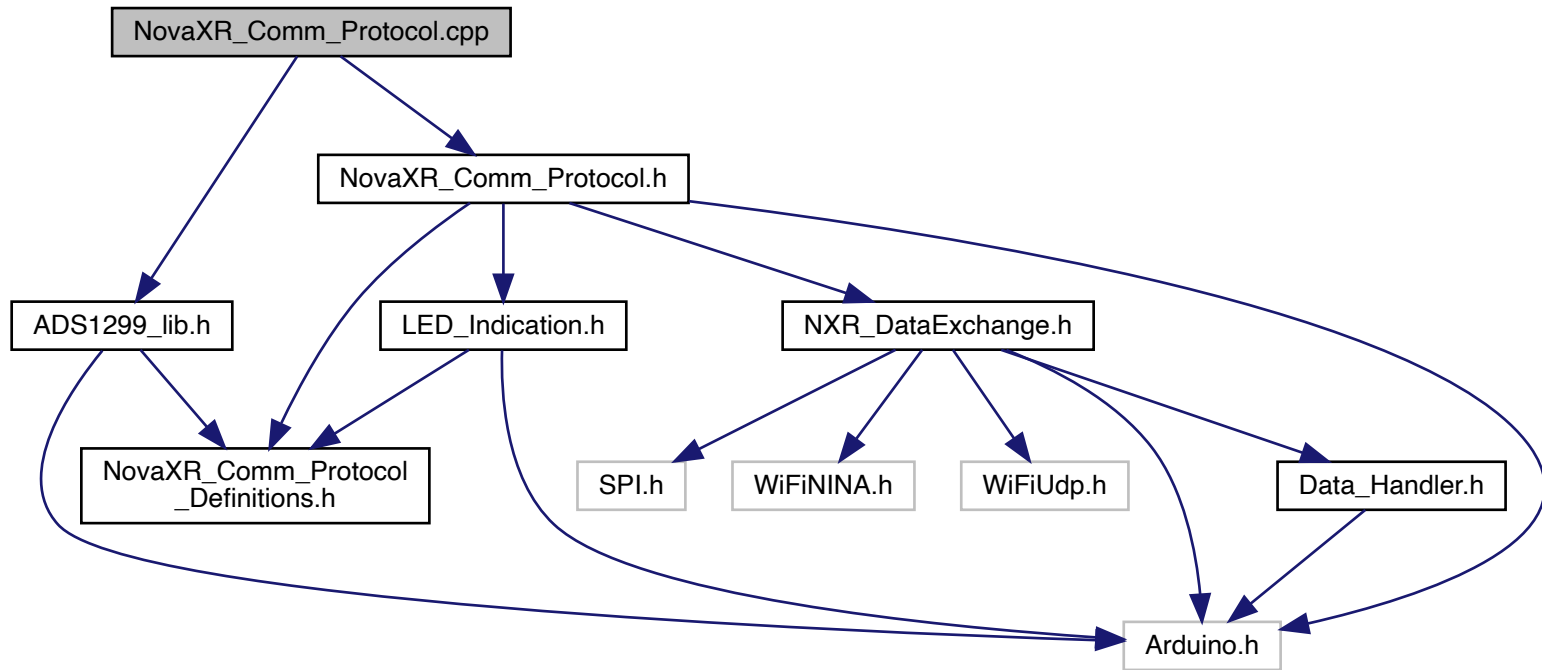 NovaXR_Comm_Protocol.cpp
NovaXR_Comm_Protocol.h
ADS1299_lib.h
LED_Indication.h
NXR_DataExchange.h
NovaXR_Comm_Protocol
_Definitions.h
SPI.h
WiFiNINA.h
WiFiUdp.h
Data_Handler.h
Arduino.h